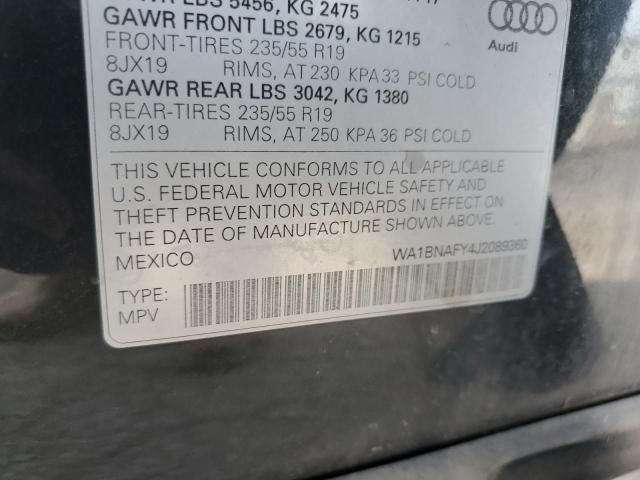 LBS 5456, KG 2475
GAWR FRONT LBS 2679, KG 1215
FRONT-TIRES 235/55 R19
8JX19 RIMS, AT 230 KPA 33 PSI COLD
GAWR REAR LBS 3042, KG 1380
REAR-TIRES 235/55 R19
8JX19 RIMS, AT 250 KPA 36 PSI COLD
Audi
THIS VEHICLE CONFORMS TO ALL APPLICABLE
U.S. FEDERAL MOTOR VEHICLE SAFETY AND
THEFT PREVENTION STANDARDS IN EFFECT ON
THE DATE OF MANUFACTURE SHOWN ABOVE.
MEXICO WA1BNAFY4J2089360
TYPE:
MPV